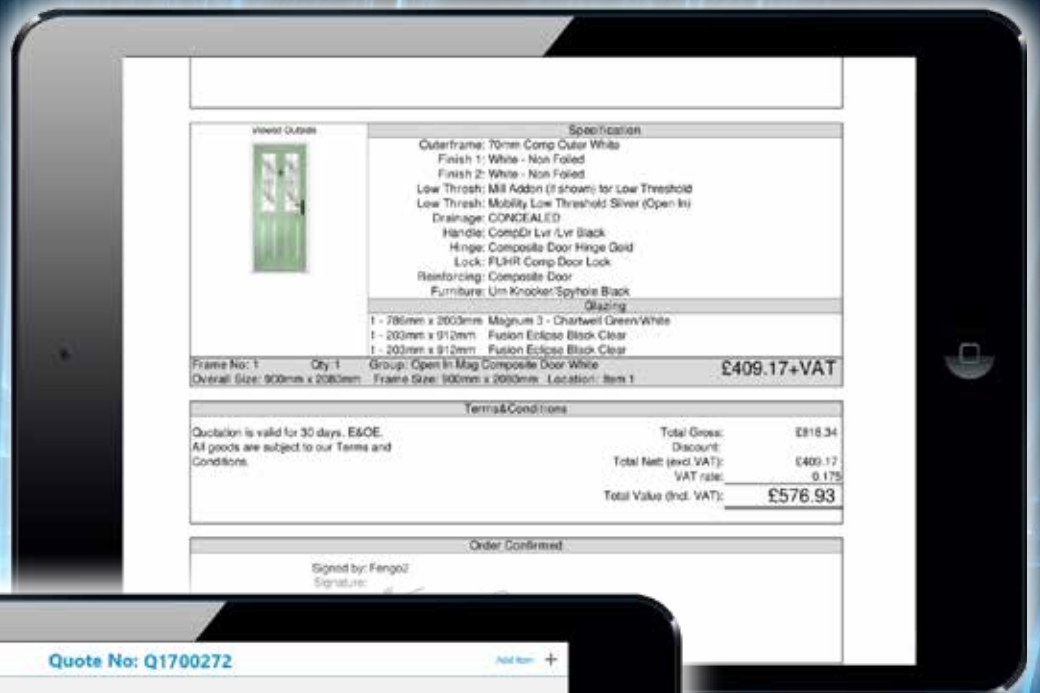 Viewed Outside
Specification
Outerframe: 70mm Comp Outer White
Finish 1: White - Non Foiled
Finish 2: White - Non Foiled
Low Thresh: Mill Addon (if shown) for Low Threshold
Low Thresh: Mobility Low Threshold Silver (Open In)
Drainage: CONCEALED
Handle: CompDr Lvr /Lvr Black
Hinge: Composite Door Hinge Gold
Lock: FUHR Comp Door Lock
Reinforcing: Composite Door
Furniture: Urn Knocker/Spyhole Black
Glazing
1 - 786mm x 2003mm Magnum 3 - Chartwell Green/White
1 - 203mm x 912mm Fusion Eclipse Black Clear
1 - 203mm x 912mm Fusion Eclipse Black Clear
Frame No: 1 Qty:1 Group: Open In Mag Composite Door White £409.17+VAT
Overall Size: 900mm x 2080mm Frame Size: 900mm x 2080mm Location: Item 1
Terms&Conditions
Quotation is valid for 30 days. E&OE.
All goods are subject to our Terms and
Conditions.
Total Gross: £818.34
Discount:
Total Nett (excl.VAT): £409.17
VAT rate: 0.175
Total Value (Incl. VAT): £576.93
Order Confirmed
Signed by: Fengo2
Signature:
Quote No: Q1700272
Add Item +